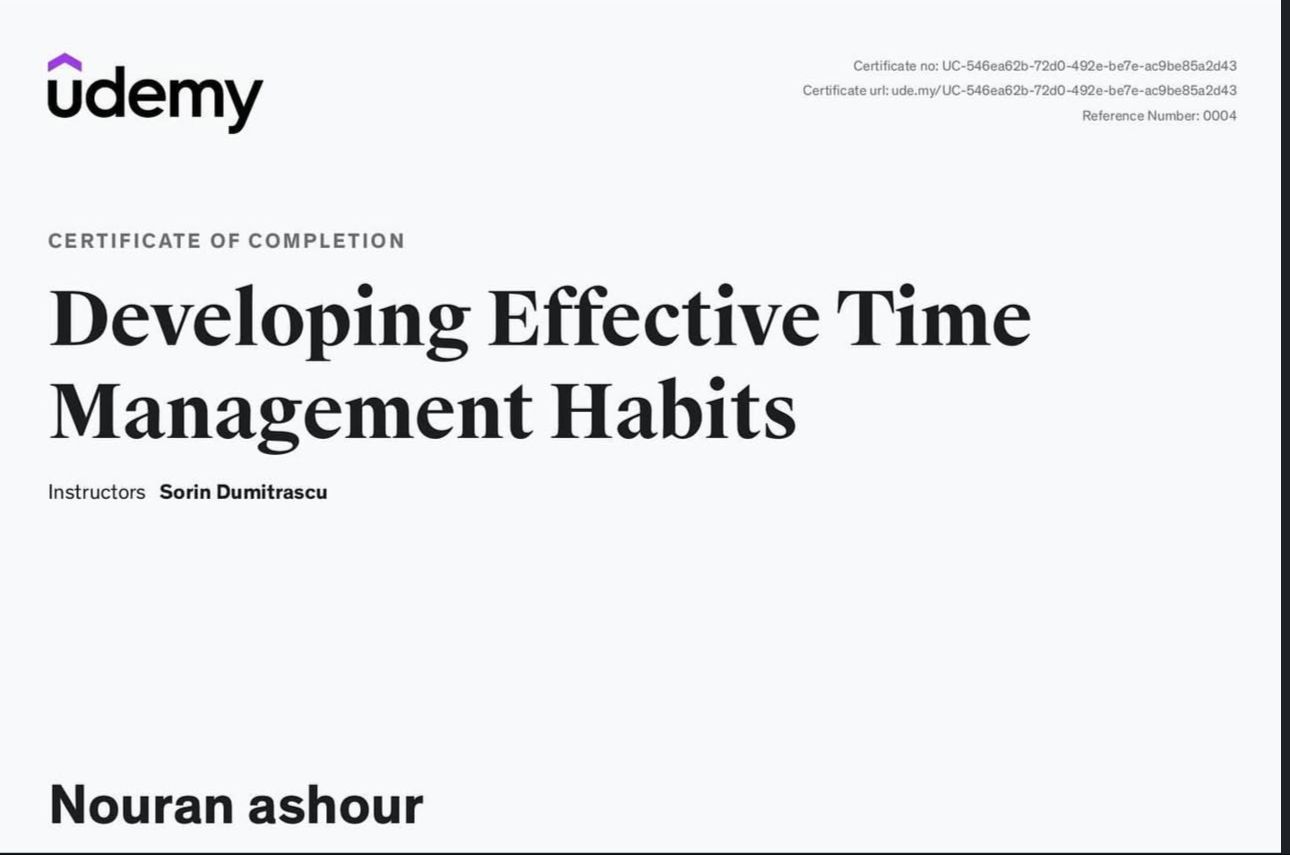 udemy
Certificate no: UC-546ea62b-72d0-492e-be7e-ac9be85a2d43
Certificate url: ude.my/UC-546ea62b-72d0-492e-be7e-ac9be85a2d43
Reference Number: 0004
CERTIFICATE OF COMPLETION
Developing Effective Time
Management Habits
Instructors Sorin Dumitrascu
Nouran ashour